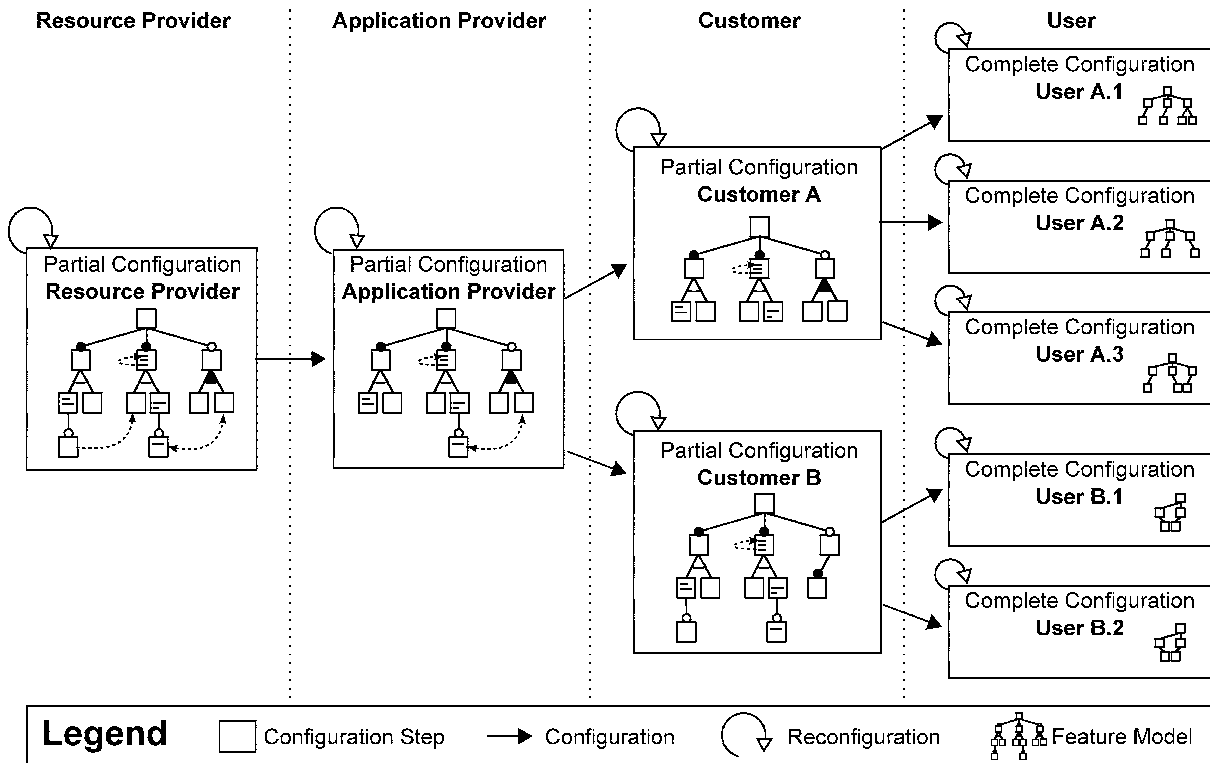 Resource Provider
Application Provider
Customer
User
Partial Configuration
Resource Provider
Partial Configuration
Application Provider
Partial Configuration
Customer A
Partial Configuration
Customer B
Complete Configuration
User A.1
Complete Configuration
User A.2
Complete Configuration
User A.3
Complete Configuration
User B.1
Complete Configuration
User B.2
Legend
Configuration Step
Configuration
Reconfiguration
Feature Model